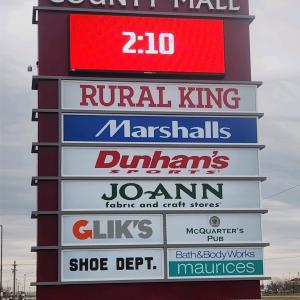 COUNTY MALL
2:10
RURAL KING
Marshalls
Dunham's
SPORTS
JO-ANN
fabric and craft stores
GLIK'S
McQuarter's
Pub
SHOE DEPT.
Bath&BodyWorks
maurices